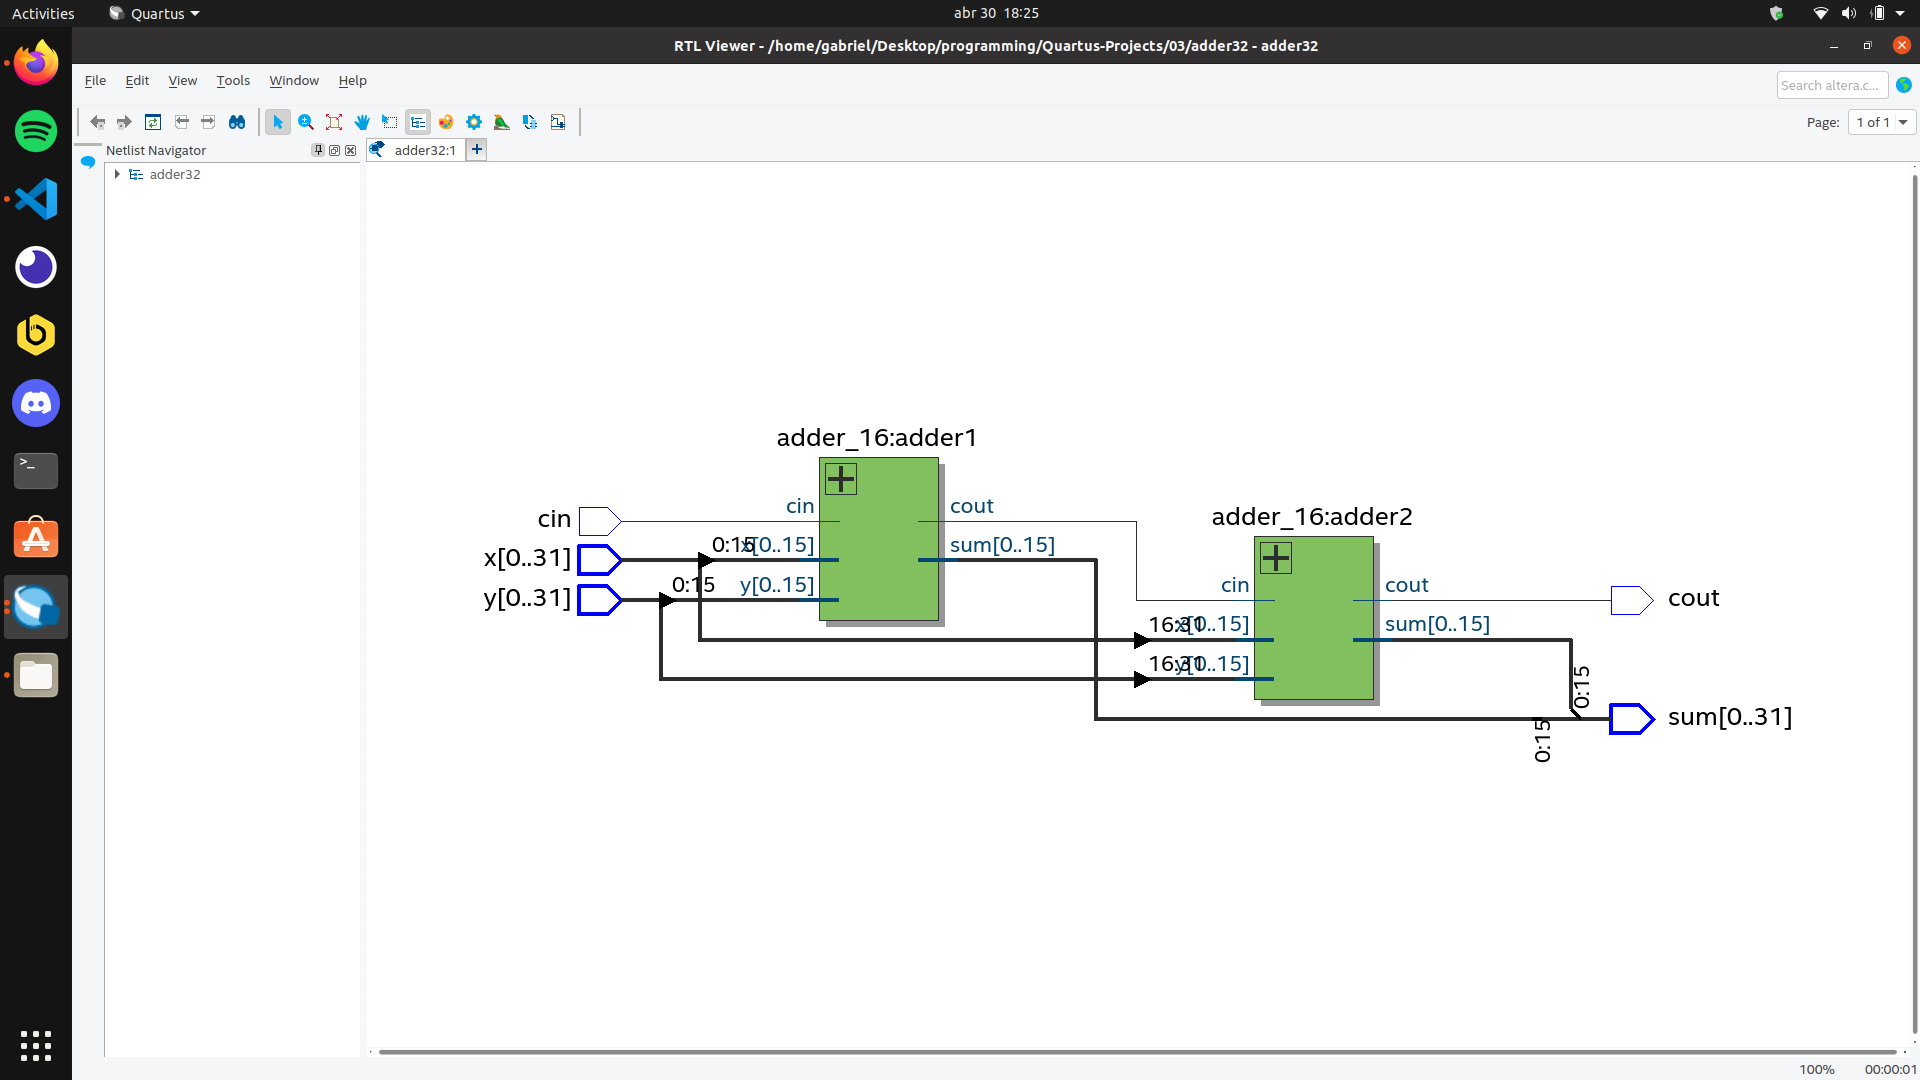 Activities
Quartus
abr 30 18:25
RTL Viewer - /home/gabriel/Desktop/programming/Quartus-Projects/03/adder32 - adder32
File Edit View Tools Window Help
Search altera.c...
Page: 1 of 1
Netlist Navigator
adder32:1
adder32
adder_16:adder1
cin
cin
cout
x[0..31]
0:15
x[0..15]
sum[0..15]
y[0..31]
0:15
y[0..15]
adder_16:adder2
cin
cout
cout
16:31
x[0..15]
sum[0..15]
16:31
y[0..15]
0:15
0:15
sum[0..31]
100% 00:00:01